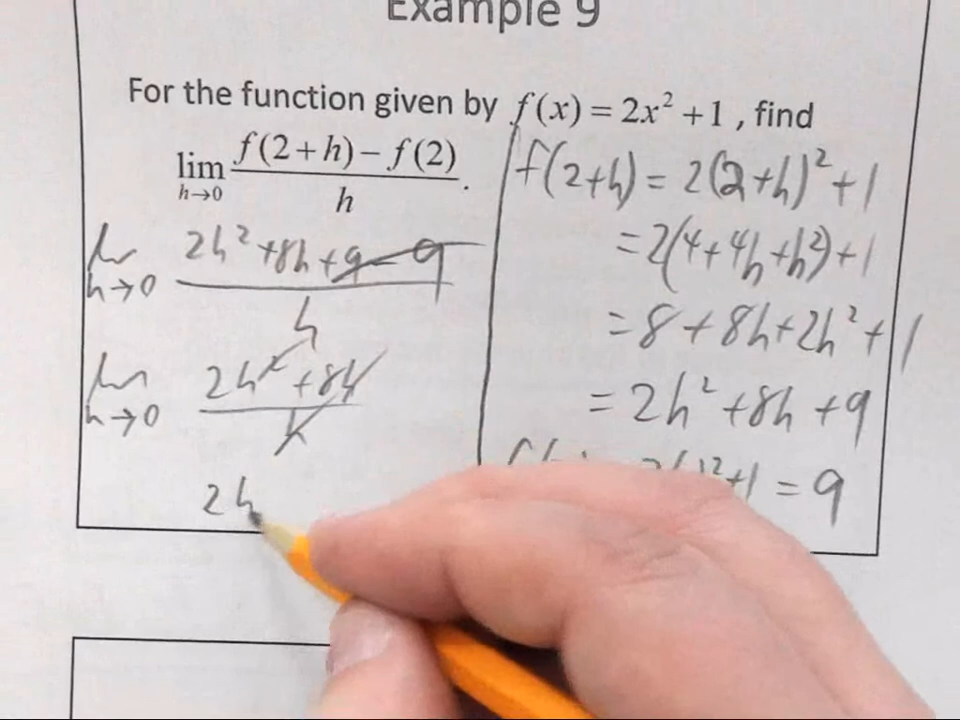 Example 9
For the function given by f(x) = 2x² + 1 , find
lim h→0 f(2+h) − f(2) / h .
f(2+h) = 2(2+h)² + 1
= 2(4+4h+h²)+1
= 8 + 8h + 2h² + 1
= 2h² + 8h + 9
²+1 = 9
lim h→0 2h² + 8h + 9 − 9 / h
lim h→0 2h² + 8h / h
2h